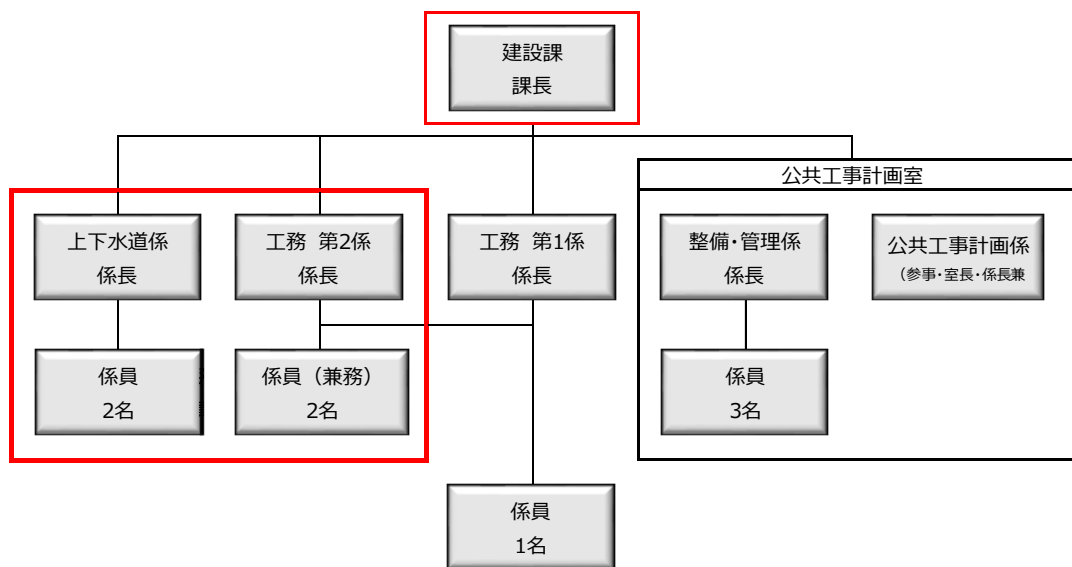 建設課
課長
公共工事計画室
上下水道係
係長
工務 第2係
係長
工務 第1係
係長
整備・管理係
係長
公共工事計画係
（参事・室長・係長兼
係員
2名
係員（兼務）
2名
係員
3名
係員
1名